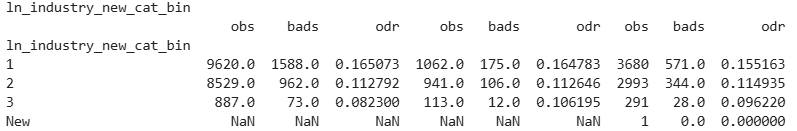 ln_industry_new_cat_bin
obs bads odr obs bads odr obs bads odr
ln_industry_new_cat_bin
1 9620.0 1588.0 0.165073 1062.0 175.0 0.164783 3680 571.0 0.155163
2 8529.0 962.0 0.112792 941.0 106.0 0.112646 2993 344.0 0.114935
3 887.0 73.0 0.082300 113.0 12.0 0.106195 291 28.0 0.096220
New NaN NaN NaN NaN NaN NaN 1 0.0 0.000000